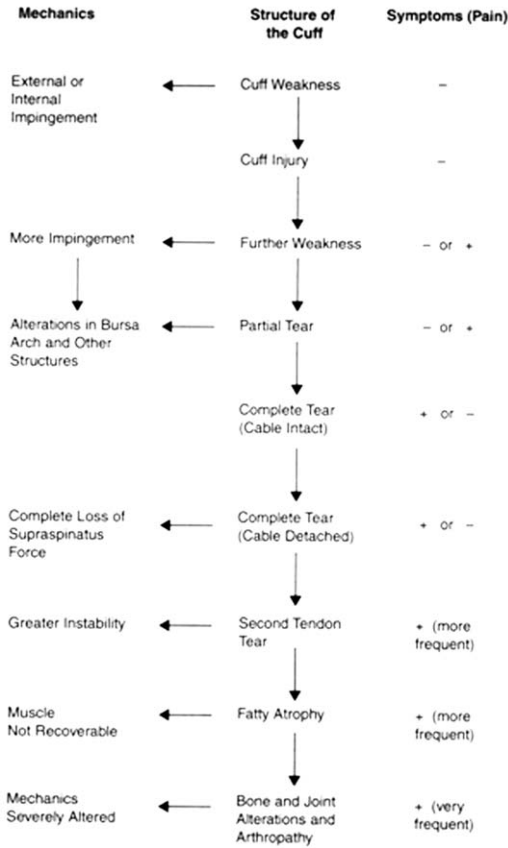 Mechanics
Structure of
the Cuff
Symptoms (Pain)
External or
Internal
Impingement
Cuff Weakness
–
Cuff Injury
–
More Impingement
Further Weakness
– or +
Alterations in Bursa
Arch and Other
Structures
Partial Tear
– or +
Complete Tear
(Cable Intact)
+ or –
Complete Loss of
Supraspinatus
Force
Complete Tear
(Cable Detached)
+ or –
Greater Instability
Second Tendon
Tear
+ (more
frequent)
Muscle
Not Recoverable
Fatty Atrophy
+ (more
frequent)
Mechanics
Severely Altered
Bone and Joint
Alterations and
Arthropathy
+ (very
frequent)